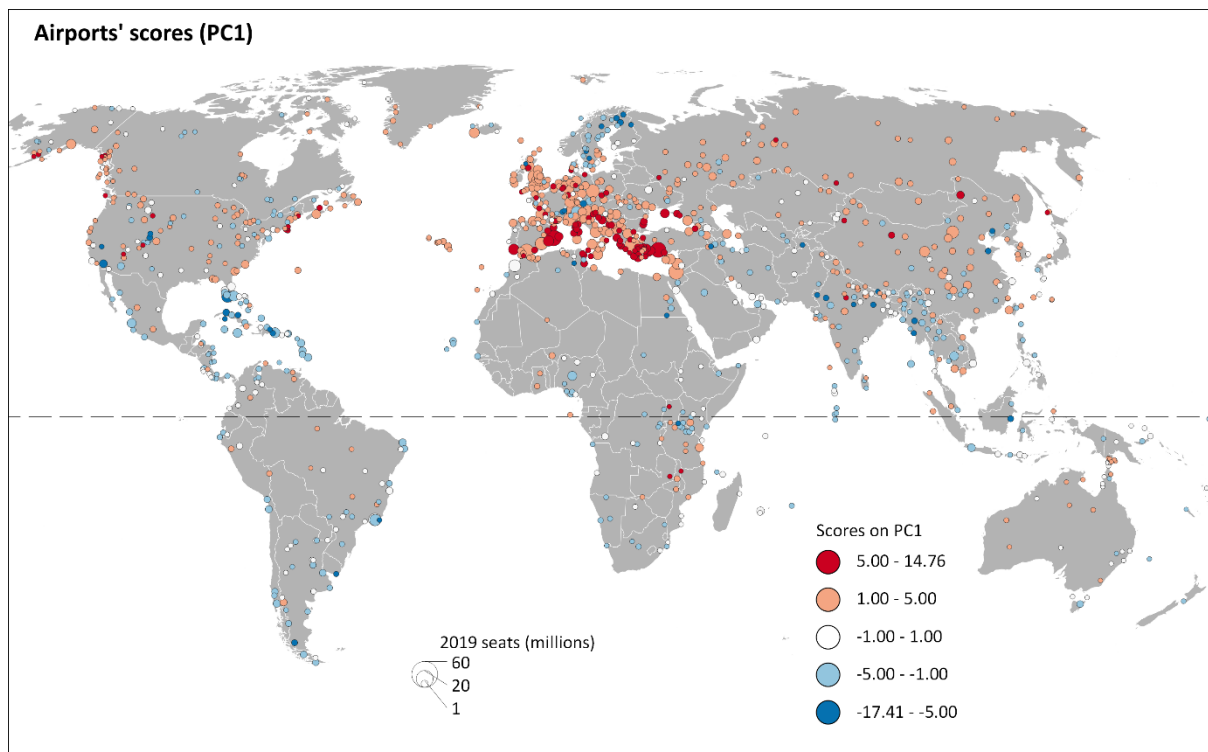 Airports' scores (PC1)
2019 seats (millions)
60
20
1
Scores on PC1
5.00 - 14.76
1.00 - 5.00
-1.00 - 1.00
-5.00 - -1.00
-17.41 - -5.00